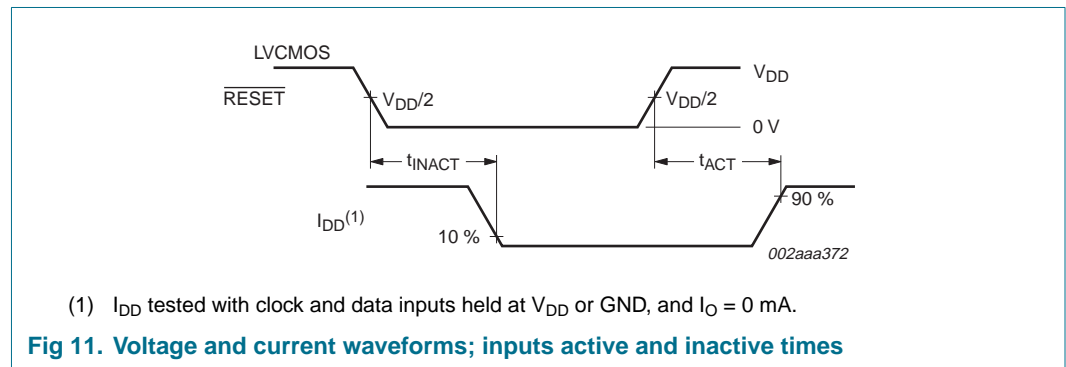 LVCMOS
RESET
VDD/2
VDD/2
VDD
0 V
tINACT
tACT
IDD(1)
10 %
90 %
002aaa372
(1) IDD tested with clock and data inputs held at VDD or GND, and IO = 0 mA.
Fig 11. Voltage and current waveforms; inputs active and inactive times